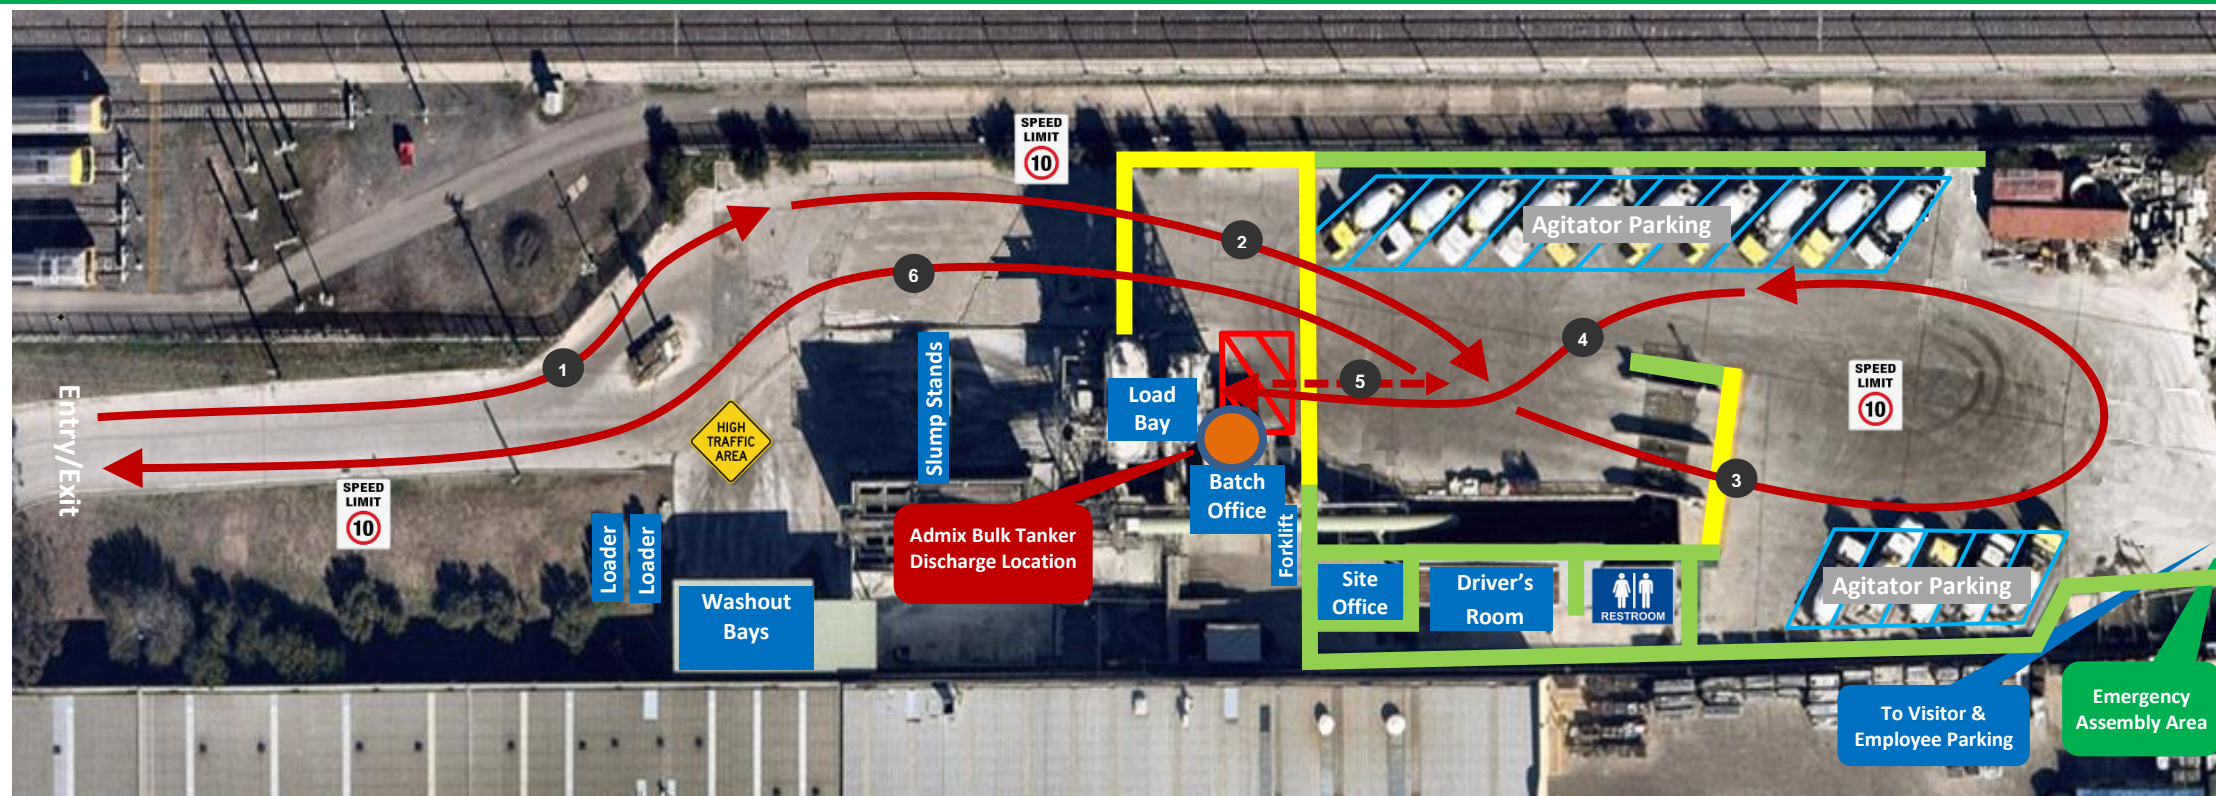 SPEED
LIMIT
10
2
Agitator Parking
6
4
1
5
SPEED
LIMIT
10
Entry/Exit
HIGH
TRAFFIC
AREA
Slump Stands
Load
Bay
3
SPEED
LIMIT
10
Batch
Office
Admix Bulk Tanker
Discharge Location
Forklift
Loader
Loader
Washout
Bays
Site
Office
Driver’s
Room
RESTROOM
Agitator Parking
To Visitor &
Employee Parking
Emergency
Assembly Area